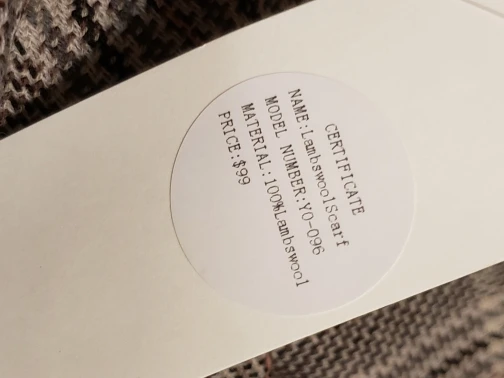 CERTIFICATE
NAME:LambswoolScarf
MODEL NUMBER:YO-096
MATERIAL:100%Lambswool
PRICE:$99